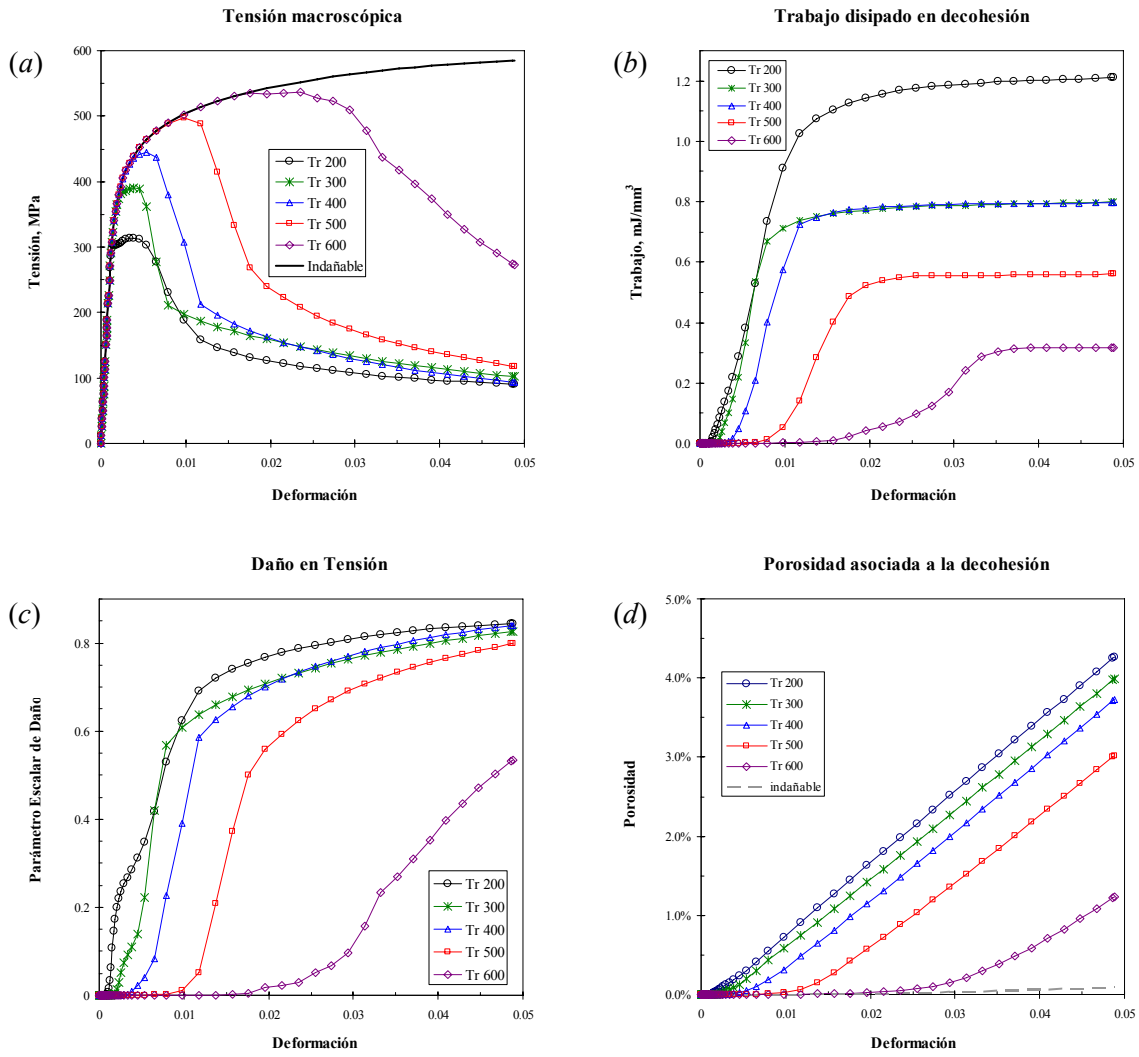 Tensión macroscópica
(a)
600
500
400
300
200
100
0
Tensión, MPa
Tr 200
Tr 300
Tr 400
Tr 500
Tr 600
Indañable
0
0.01
0.02
0.03
0.04
0.05
Deformación
Trabajo disipado en decohesión
(b)
1.2
1.0
0.8
0.6
0.4
0.2
0.0
Trabajo, mJ/mm³
Tr 200
Tr 300
Tr 400
Tr 500
Tr 600
0
0.01
0.02
0.03
0.04
0.05
Deformación
Daño en Tensión
(c)
0.8
0.6
0.4
0.2
0
Parámetro Escalar de Daño
Tr 200
Tr 300
Tr 400
Tr 500
Tr 600
0
0.01
0.02
0.03
0.04
0.05
Deformación
Porosidad asociada a la decohesión
(d)
5.0%
4.0%
3.0%
2.0%
1.0%
0.0%
Porosidad
Tr 200
Tr 300
Tr 400
Tr 500
Tr 600
indañable
0
0.01
0.02
0.03
0.04
0.05
Deformación